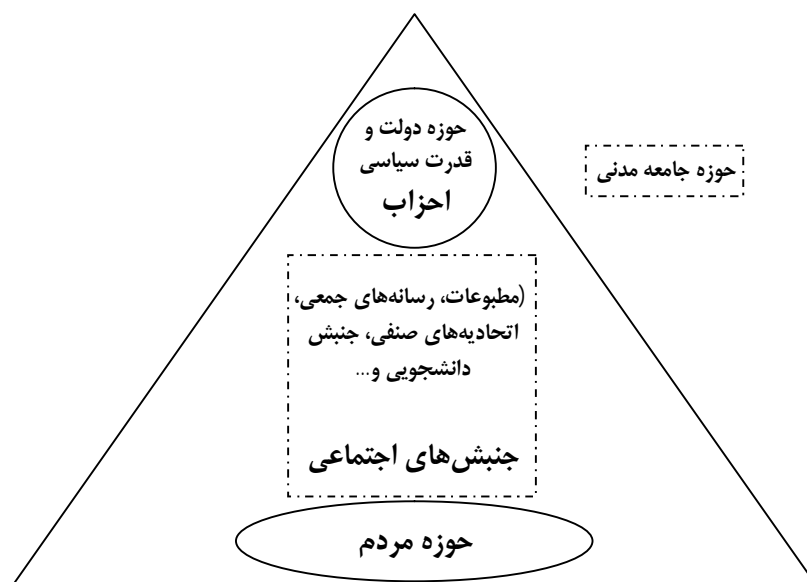 حوزه دولت و
قدرت سیاسی
احزاب
حوزه جامعه مدنی
(مطبوعات، رسانه‌های جمعی،
اتحادیه‌های صنفی، جنبش
دانشجویی و...
جنبش‌های اجتماعی
حوزه مردم